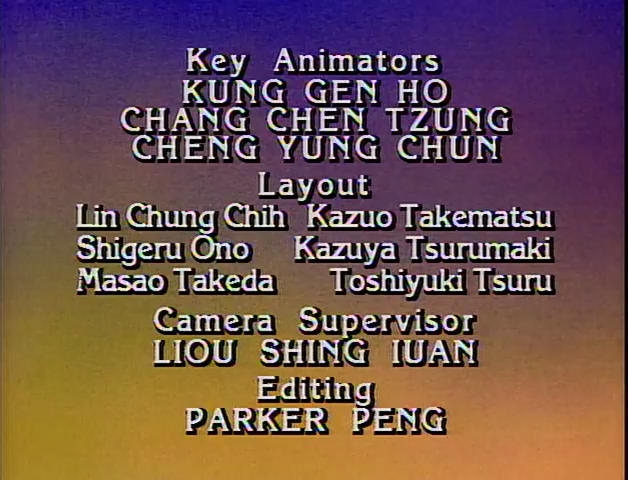 Key Animators
KUNG GEN HO
CHANG CHEN TZUNG
CHENG YUNG CHUN
Layout
Lin Chung Chih Kazuo Takematsu
Shigeru Ono Kazuya Tsurumaki
Masao Takeda Toshiyuki Tsuru
Camera Supervisor
LIOU SHING IUAN
Editing
PARKER PENG